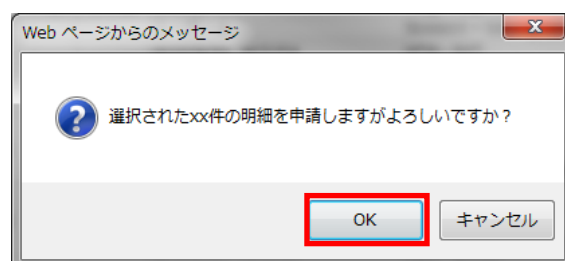 Web ページからのメッセージ
選択されたxx件の明細を申請しますがよろしいですか？
OK
キャンセル